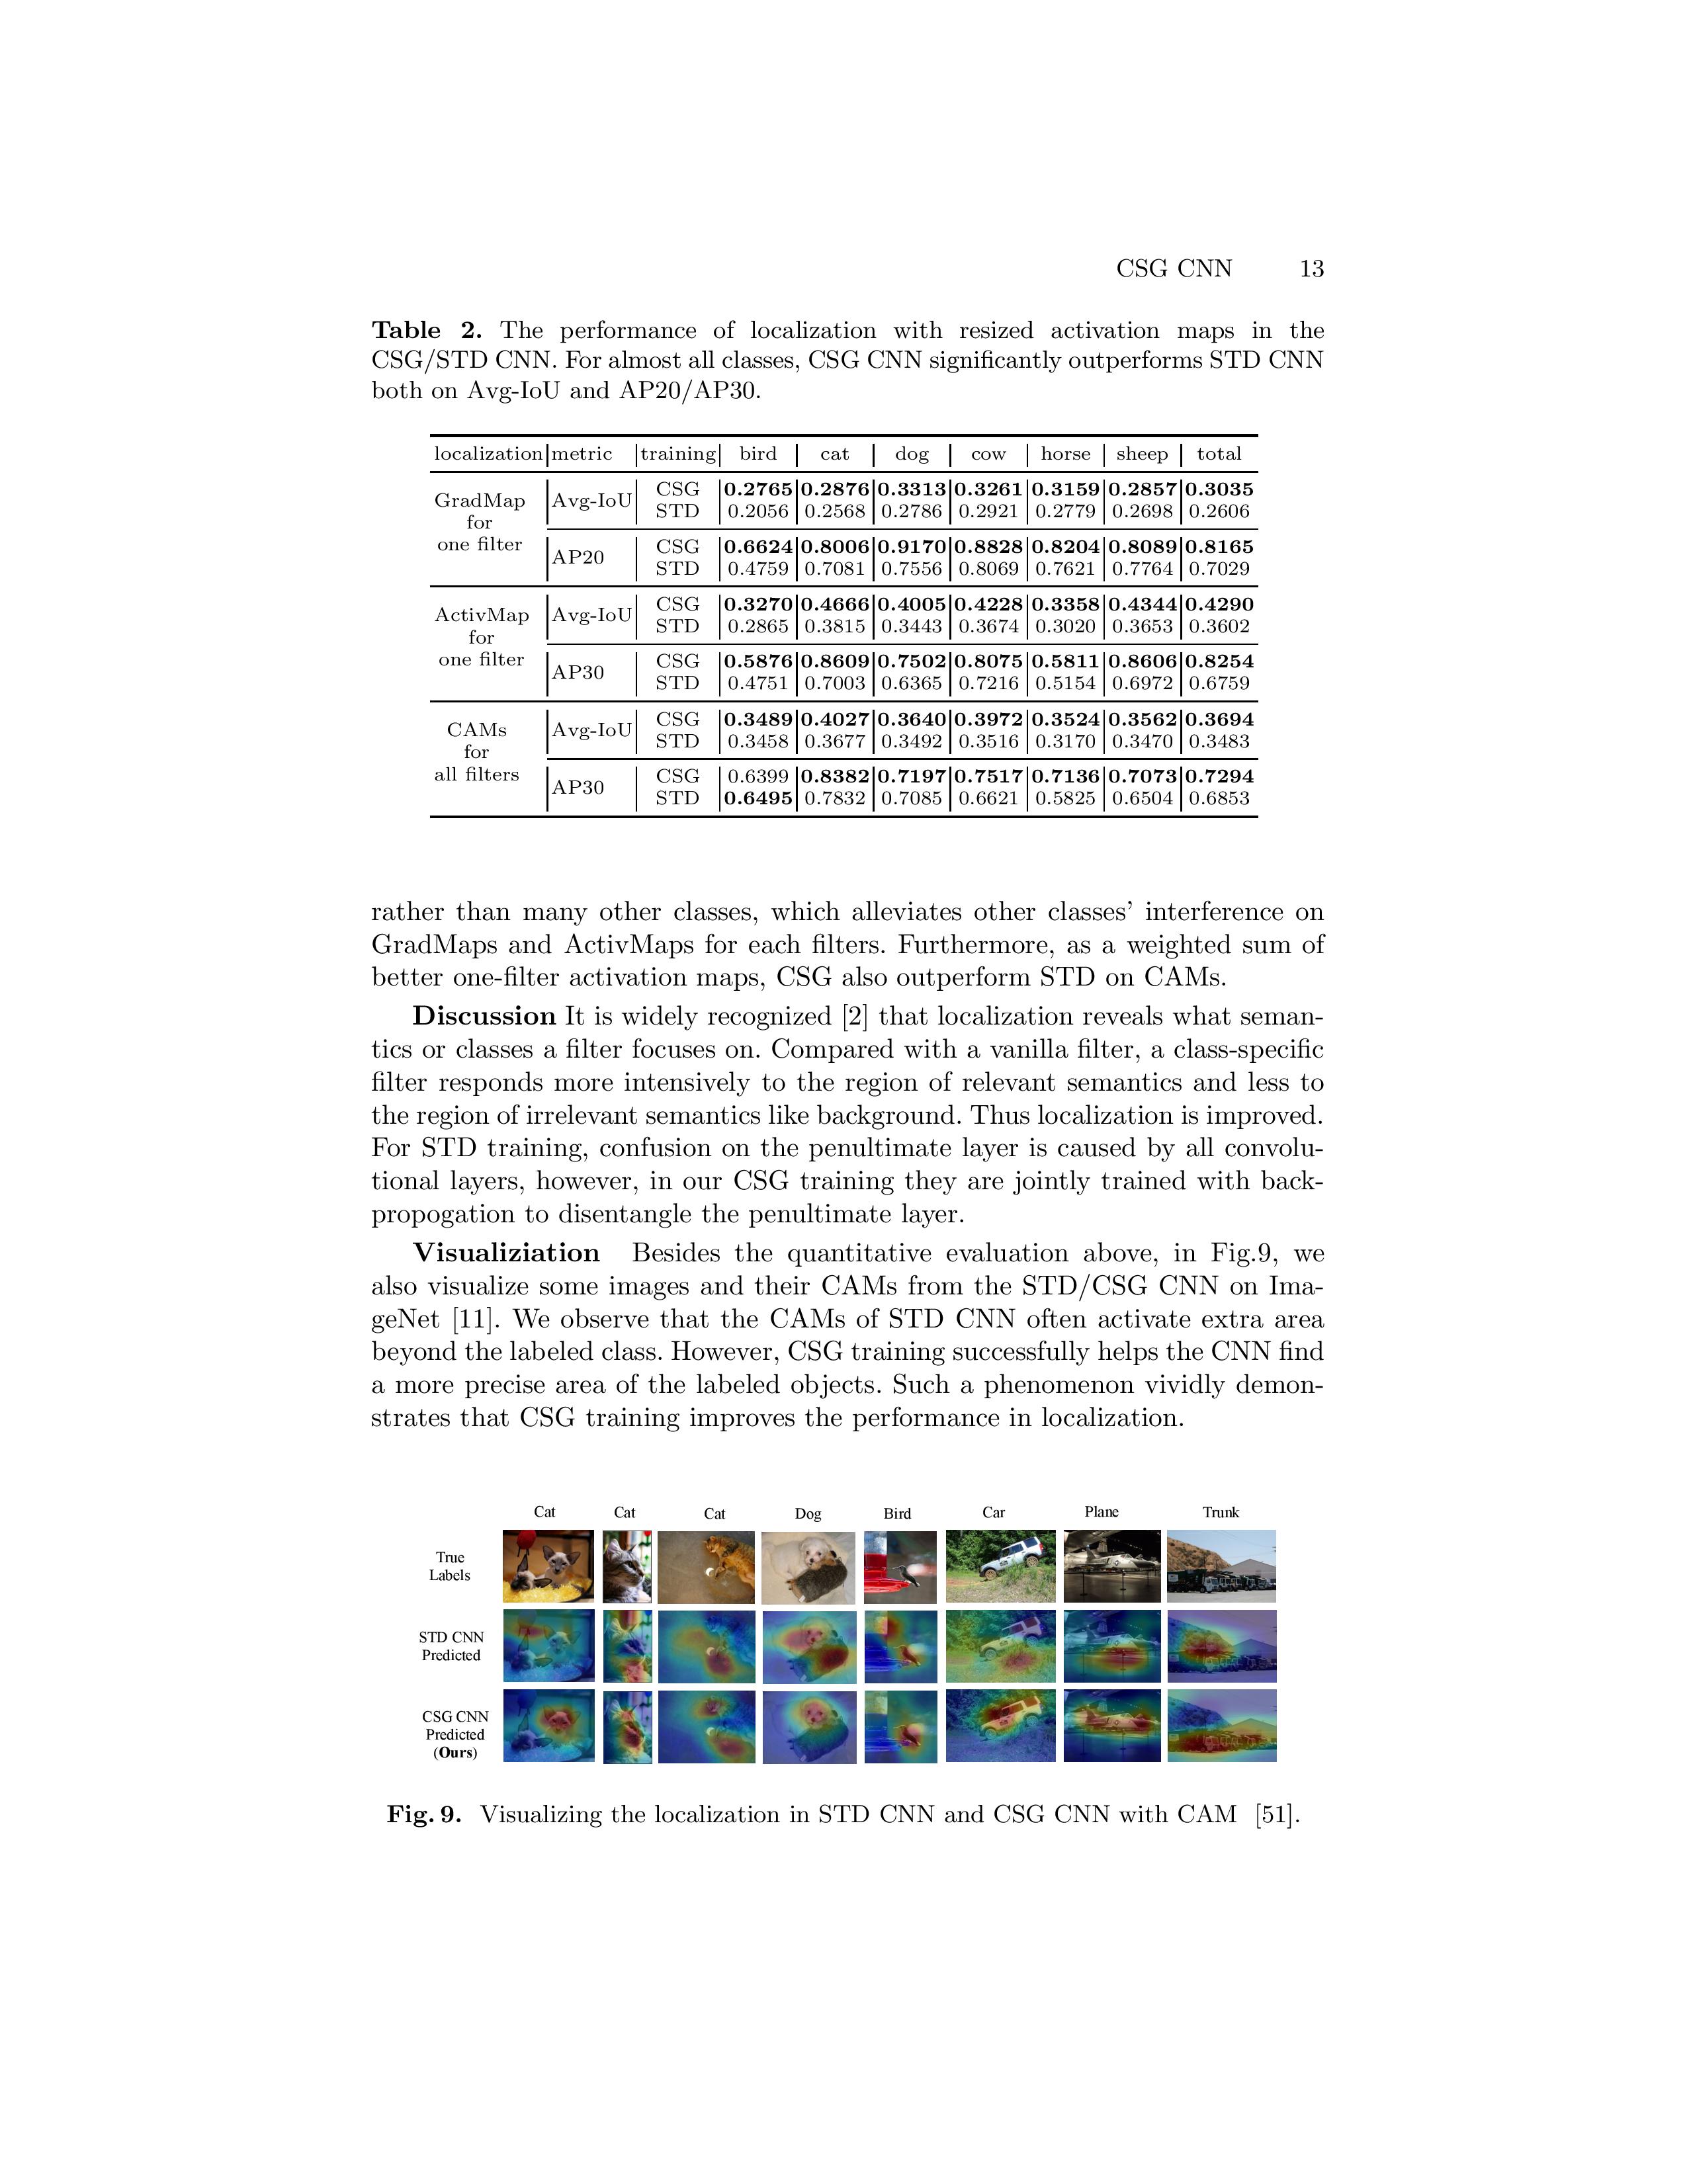 CSG CNN 13
Table 2. The performance of localization with resized activation maps in the
CSG/STD CNN. For almost all classes, CSG CNN significantly outperforms STD CNN
both on Avg-IoU and AP20/AP30.
localization metric training bird cat dog cow horse sheep total
GradMap for one filter Avg-IoU CSG 0.2765 0.2876 0.3313 0.3261 0.3159 0.2857 0.3035
STD 0.2056 0.2568 0.2786 0.2921 0.2779 0.2698 0.2606
AP20 CSG 0.6624 0.8006 0.9170 0.8828 0.8204 0.8089 0.8165
STD 0.4759 0.7081 0.7556 0.8069 0.7621 0.7764 0.7029
ActivMap for one filter Avg-IoU CSG 0.3270 0.4666 0.4005 0.4228 0.3358 0.4344 0.4290
STD 0.2865 0.3815 0.3443 0.3674 0.3020 0.3653 0.3602
AP30 CSG 0.5876 0.8609 0.7502 0.8075 0.5811 0.8606 0.8254
STD 0.4751 0.7003 0.6365 0.7216 0.5154 0.6972 0.6759
CAMs for all filters Avg-IoU CSG 0.3489 0.4027 0.3640 0.3972 0.3524 0.3562 0.3694
STD 0.3458 0.3677 0.3492 0.3516 0.3170 0.3470 0.3483
AP30 CSG 0.6399 0.8382 0.7197 0.7517 0.7136 0.7073 0.7294
STD 0.6495 0.7832 0.7085 0.6621 0.5825 0.6504 0.6853
rather than many other classes, which alleviates other classes' interference on
GradMaps and ActivMaps for each filters. Furthermore, as a weighted sum of
better one-filter activation maps, CSG also outperform STD on CAMs.
Discussion It is widely recognized [2] that localization reveals what seman-
tics or classes a filter focuses on. Compared with a vanilla filter, a class-specific
filter responds more intensively to the region of relevant semantics and less to
the region of irrelevant semantics like background. Thus localization is improved.
For STD training, confusion on the penultimate layer is caused by all convolu-
tional layers, however, in our CSG training they are jointly trained with back-
propogation to disentangle the penultimate layer.
Visualiziation Besides the quantitative evaluation above, in Fig.9, we
also visualize some images and their CAMs from the STD/CSG CNN on Ima-
geNet [11]. We observe that the CAMs of STD CNN often activate extra area
beyond the labeled class. However, CSG training successfully helps the CNN find
a more precise area of the labeled objects. Such a phenomenon vividly demon-
strates that CSG training improves the performance in localization.
Cat Cat Cat Dog Bird Car Plane Trunk
True
Labels
STD CNN
Predicted
CSG CNN
Predicted
(Ours)
Fig. 9. Visualizing the localization in STD CNN and CSG CNN with CAM [51].